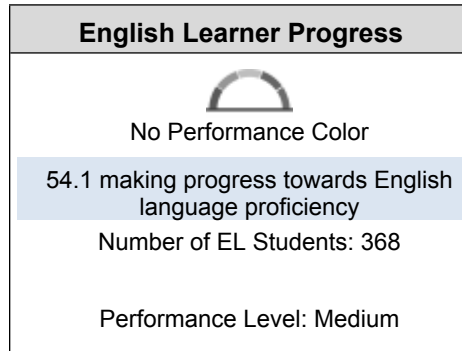 English Learner Progress
No Performance Color
54.1 making progress towards English
language proficiency
Number of EL Students: 368
Performance Level: Medium